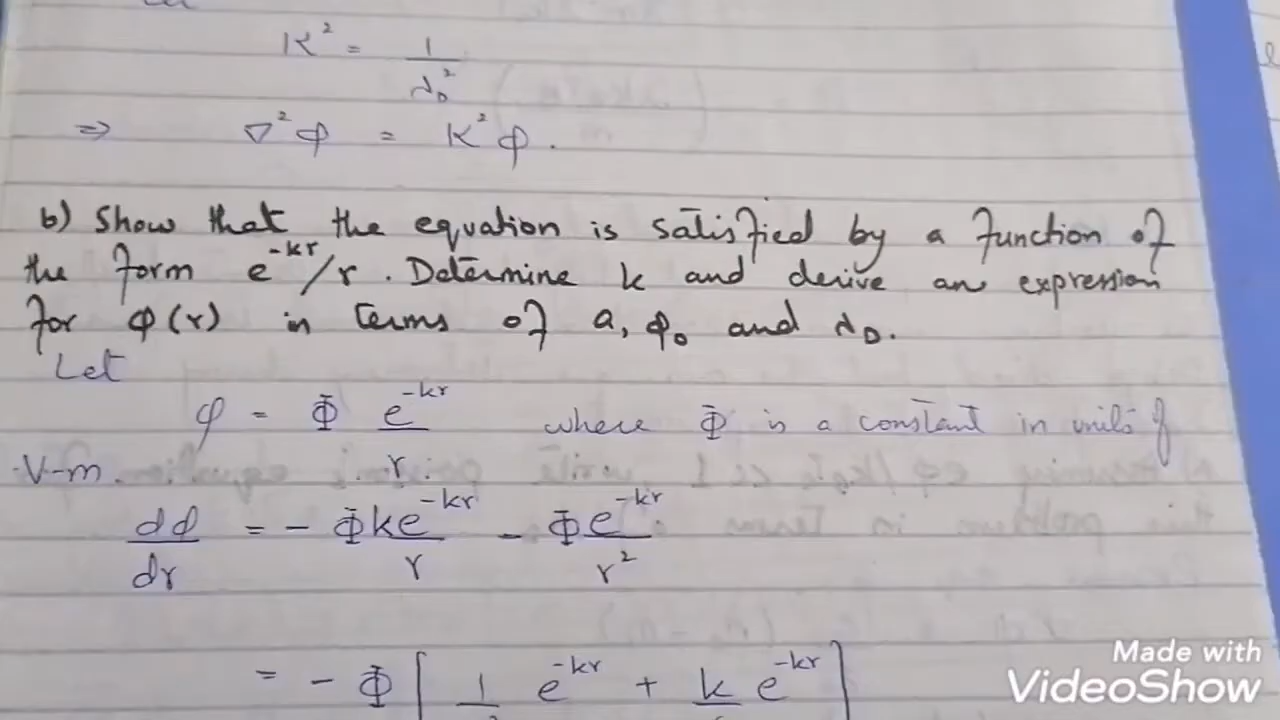 K² = 1/λ_D²
⇒ ∇²φ = K²φ.
b) Show that the equation is satisfied by a function of
the form e^{-kr}/r. Determine k and derive an expression
for φ(r) in terms of a, φ₀ and λ_D.
Let
φ = Φ e^{-kr}/r. where Φ is a constant in units of
V-m.
dφ/dr = - Φke^{-kr}/r - Φe^{-kr}/r²
= - Φ[ 1 e^{-kr} + k e^{-kr} ]
Made with
VideoShow